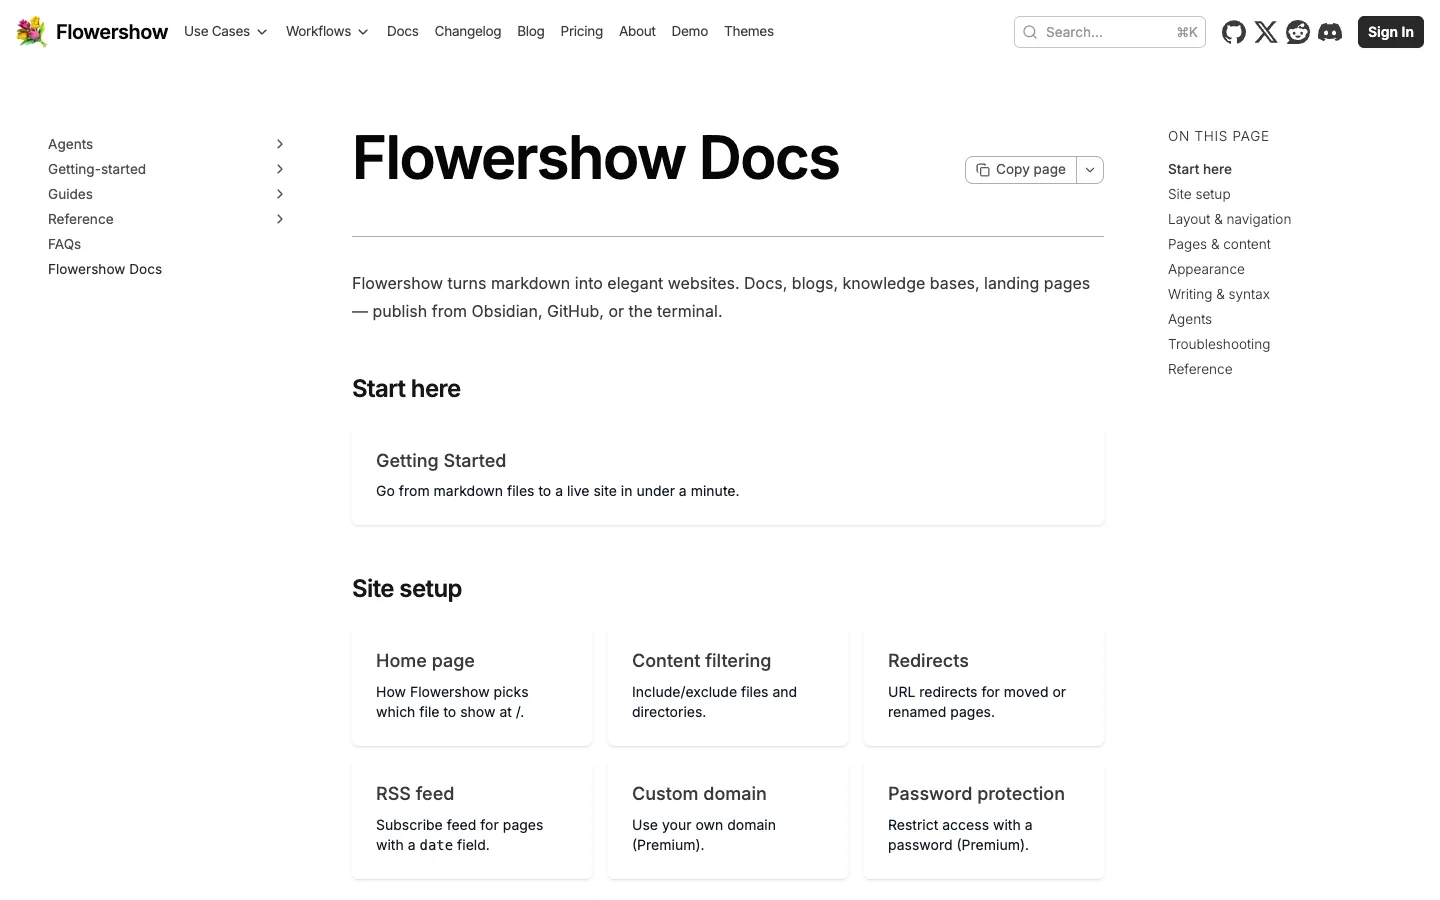 Flowershow
Use Cases
Workflows
Docs
Changelog
Blog
Pricing
About
Demo
Themes
Search...
⌘K
Sign In
Agents
Getting-started
Guides
Reference
FAQs
Flowershow Docs
Flowershow Docs
Copy page
Flowershow turns markdown into elegant websites. Docs, blogs, knowledge bases, landing pages
— publish from Obsidian, GitHub, or the terminal.
Start here
Getting Started
Go from markdown files to a live site in under a minute.
Site setup
Home page
How Flowershow picks
which file to show at /.
Content filtering
Include/exclude files and
directories.
Redirects
URL redirects for moved or
renamed pages.
RSS feed
Subscribe feed for pages
with a date field.
Custom domain
Use your own domain
(Premium).
Password protection
Restrict access with a
password (Premium).
ON THIS PAGE
Start here
Site setup
Layout & navigation
Pages & content
Appearance
Writing & syntax
Agents
Troubleshooting
Reference